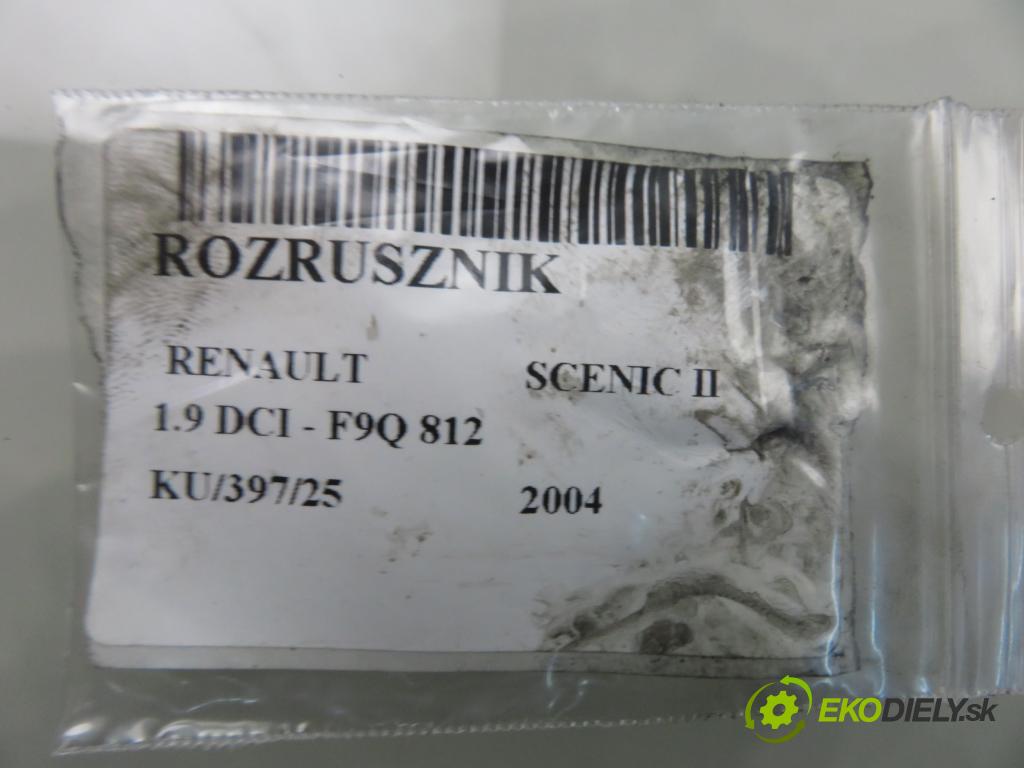 ROZRUSZNIK
RENAULT SCENIC II
1.9 DCI - F9Q 812
KU/397/25 2004
EKODIELY.sk